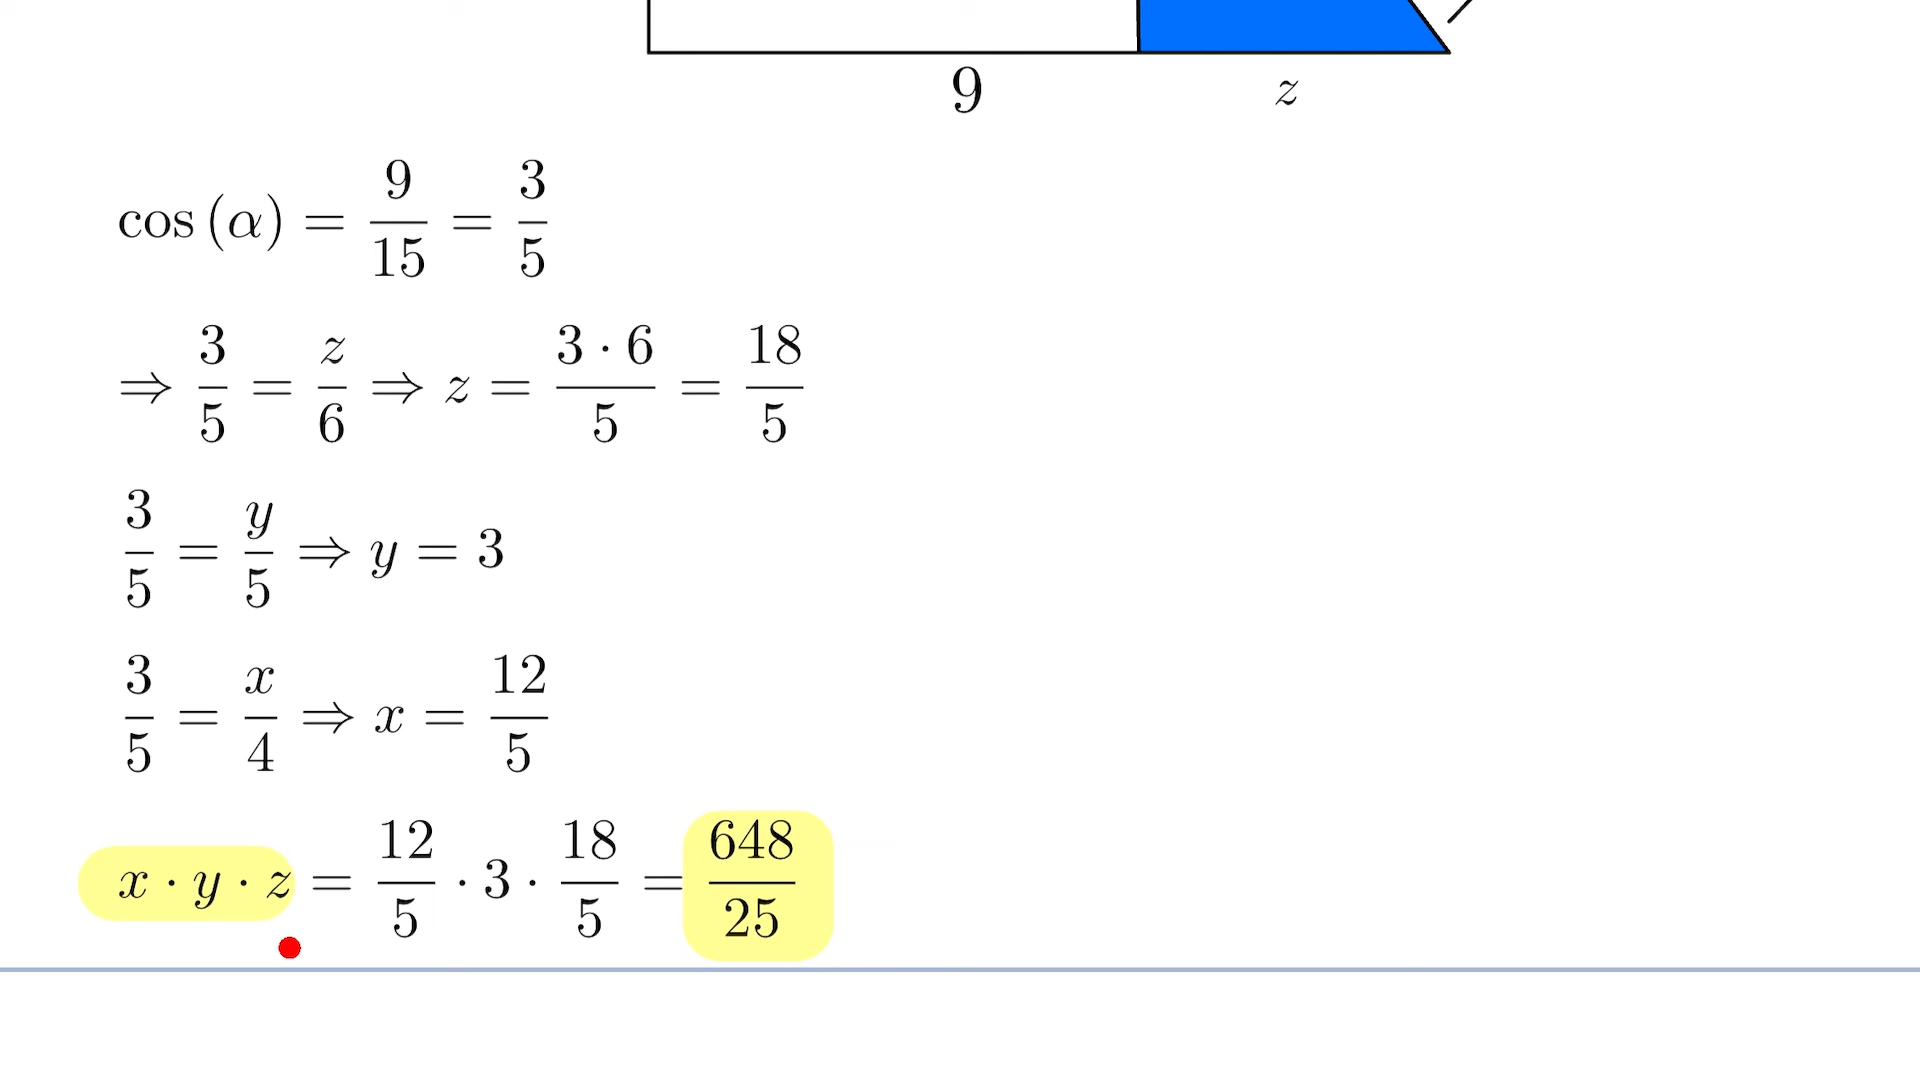 9 z
cos (α) = 9/15 = 3/5
⇒ 3/5 = z/6 ⇒ z = 3 · 6/5 = 18/5
3/5 = y/5 ⇒ y = 3
3/5 = x/4 ⇒ x = 12/5
x · y · z = 12/5 · 3 · 18/5 = 648/25